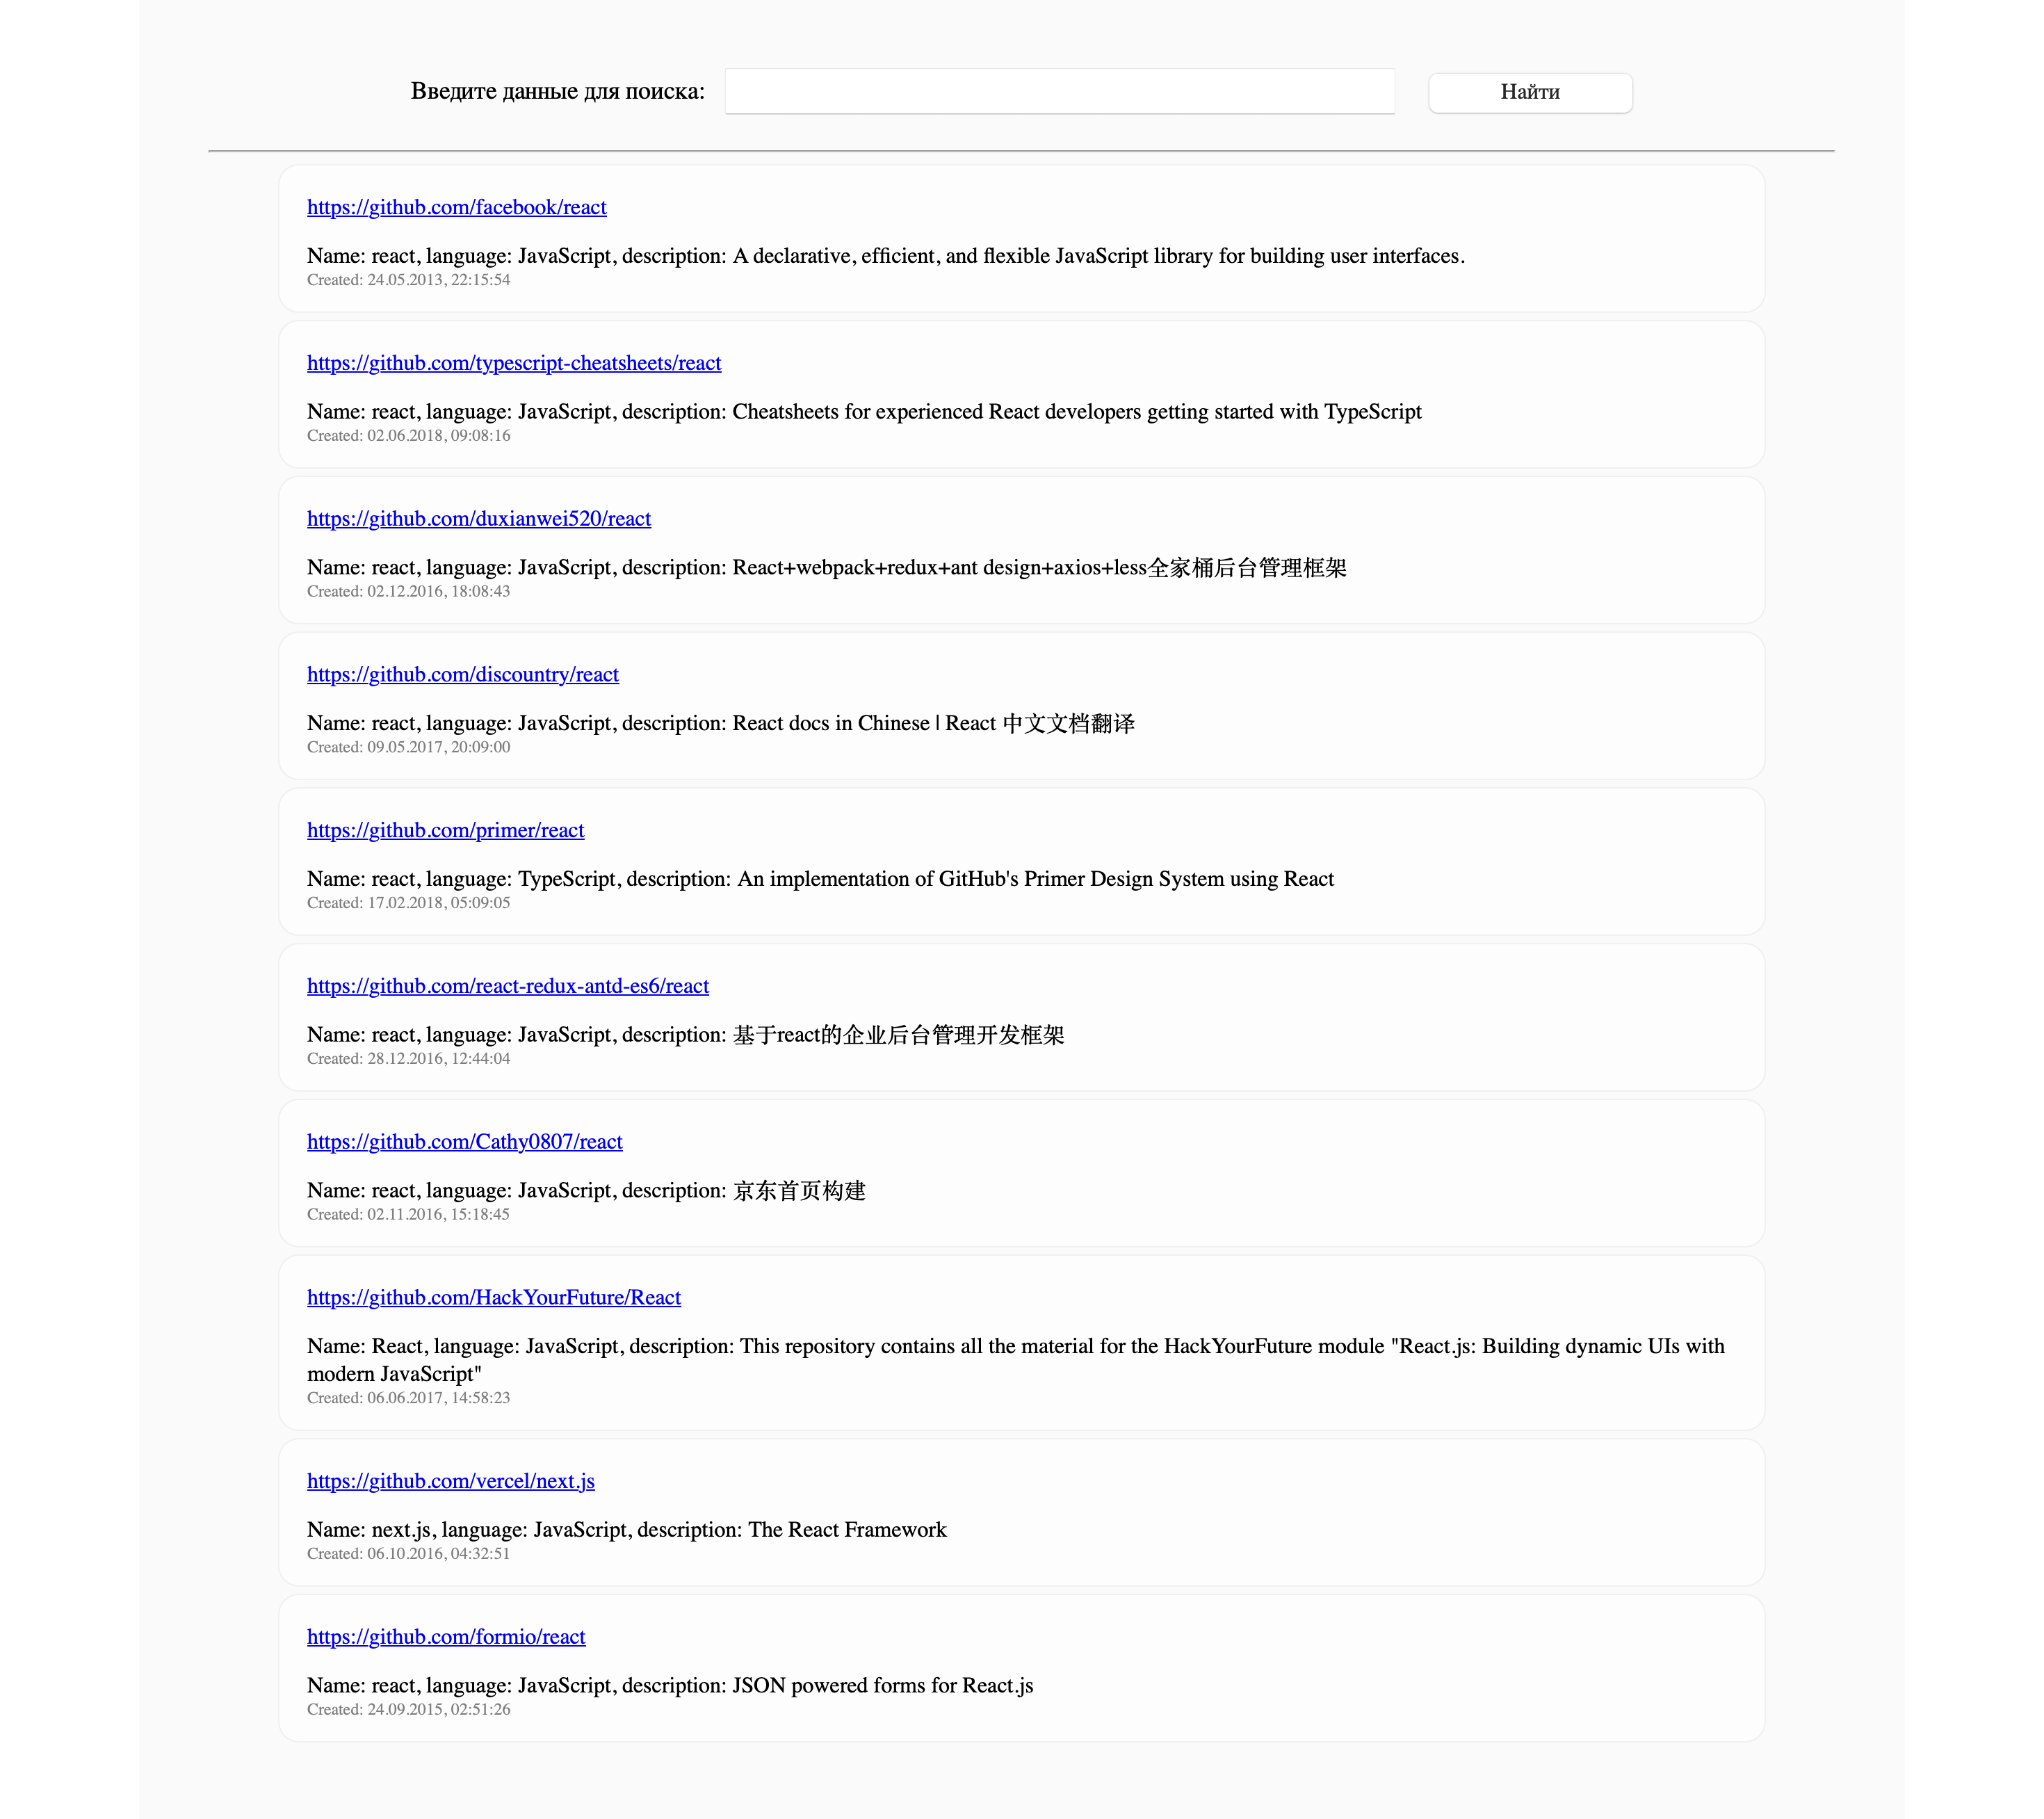 Введите данные для поиска:
Найти
https://github.com/facebook/react
Name: react, language: JavaScript, description: A declarative, efficient, and flexible JavaScript library for building user interfaces.
Created: 24.05.2013, 22:15:54
https://github.com/typescript-cheatsheets/react
Name: react, language: JavaScript, description: Cheatsheets for experienced React developers getting started with TypeScript
Created: 02.06.2018, 09:08:16
https://github.com/duxianwei520/react
Name: react, language: JavaScript, description: React+webpack+redux+ant design+axios+less全家桶后台管理框架
Created: 02.12.2016, 18:08:43
https://github.com/discountry/react
Name: react, language: JavaScript, description: React docs in Chinese | React 中文文档翻译
Created: 09.05.2017, 20:09:00
https://github.com/primer/react
Name: react, language: TypeScript, description: An implementation of GitHub's Primer Design System using React
Created: 17.02.2018, 05:09:05
https://github.com/react-redux-antd-es6/react
Name: react, language: JavaScript, description: 基于react的企业后台管理开发框架
Created: 28.12.2016, 12:44:04
https://github.com/Cathy0807/react
Name: react, language: JavaScript, description: 京东首页构建
Created: 02.11.2016, 15:18:45
https://github.com/HackYourFuture/React
Name: React, language: JavaScript, description: This repository contains all the material for the HackYourFuture module "React.js: Building dynamic UIs with
modern JavaScript"
Created: 06.06.2017, 14:58:23
https://github.com/vercel/next.js
Name: next.js, language: JavaScript, description: The React Framework
Created: 06.10.2016, 04:32:51
https://github.com/formio/react
Name: react, language: JavaScript, description: JSON powered forms for React.js
Created: 24.09.2015, 02:51:26